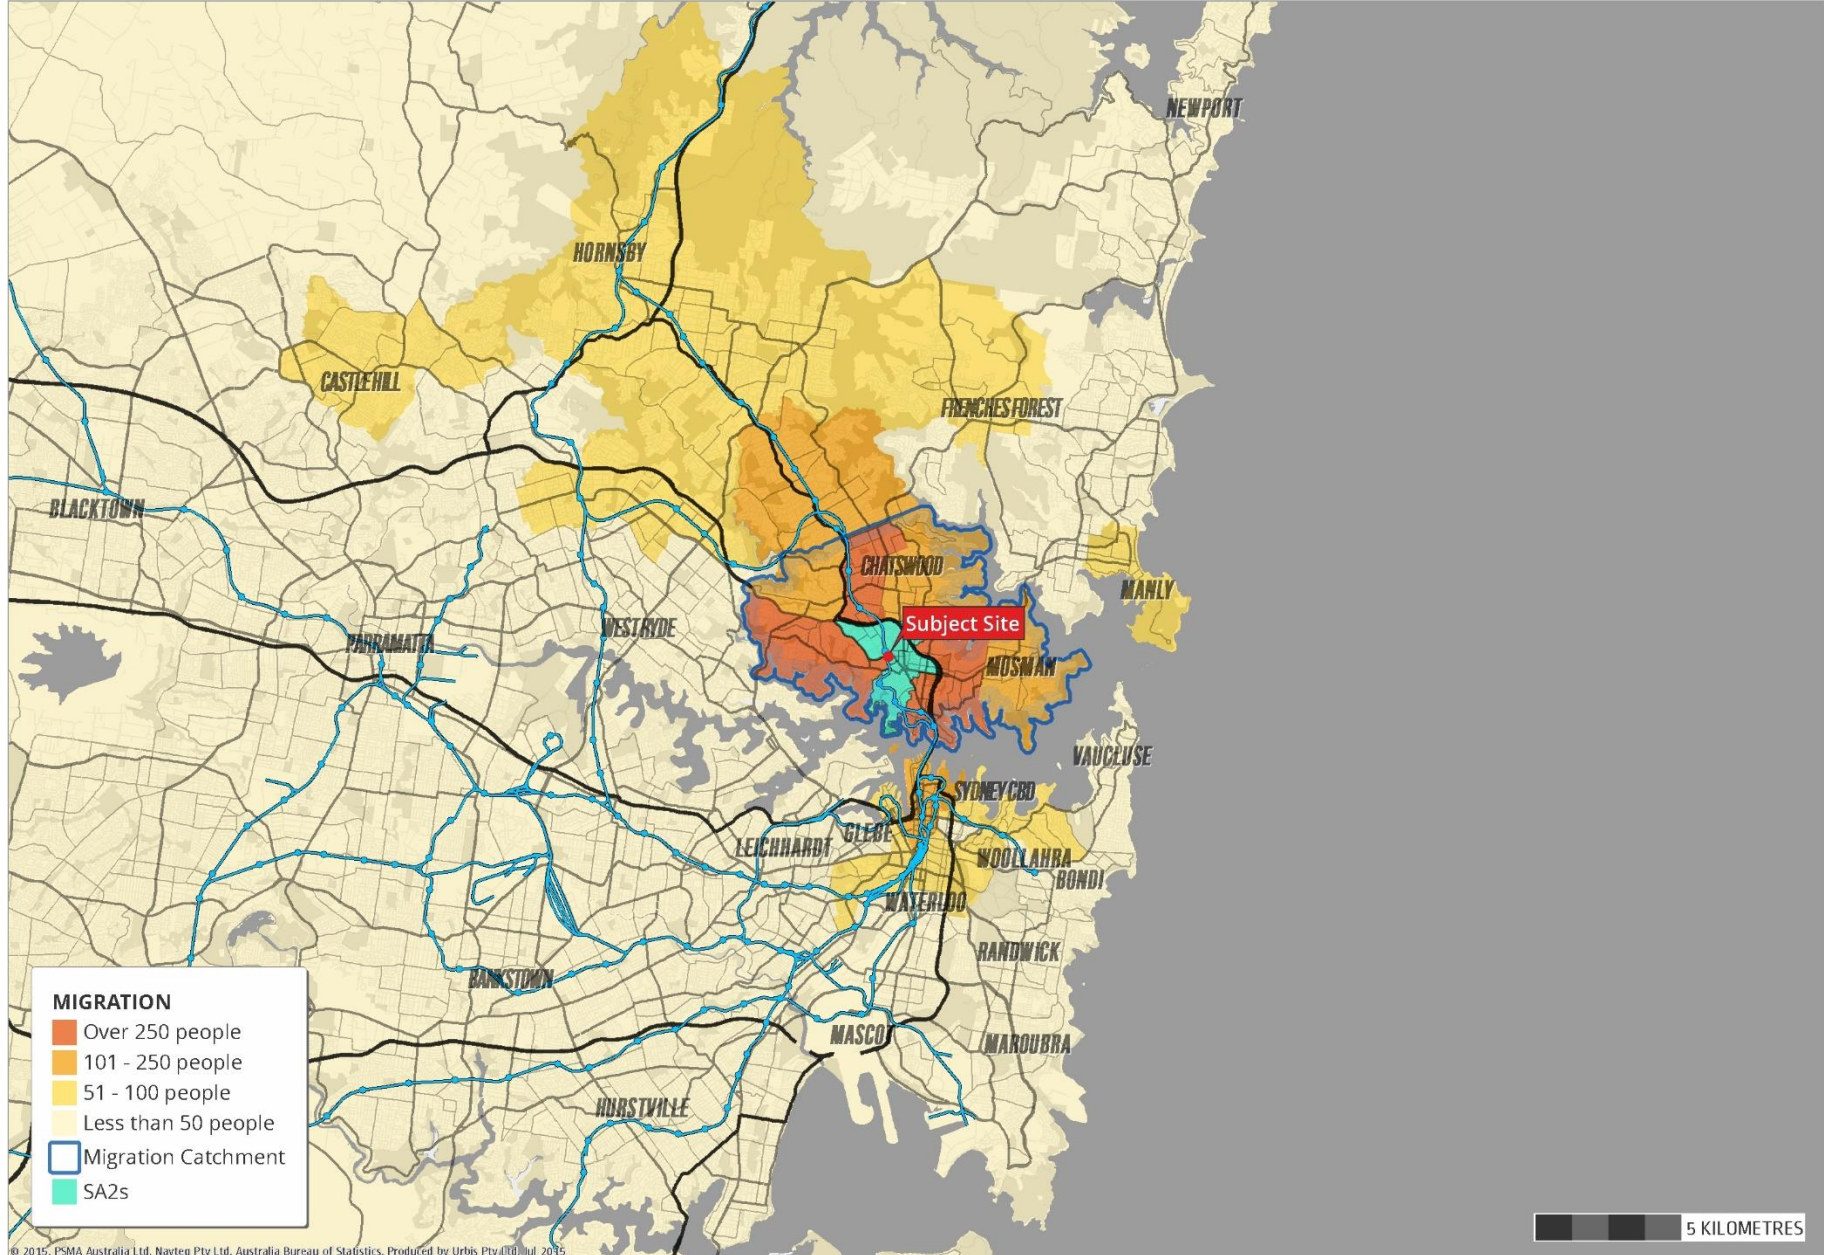 NEWPORT
HORNSBY
CASTLE HILL
FRENCHES FOREST
BLACKTOWN
CHATSWOOD
MANLY
Subject Site
WEST RYDE
PARRAMATTA
MOSMAN
VAUCLUSE
SYDNEY CBD
GLEBE
LEICHHARDT
WOOLLAHRA
BONDI
WATERLOO
RANDWICK
BANKSTOWN
MASCOT
MAROUBRA
HURSTVILLE
MIGRATION
Over 250 people
101 - 250 people
51 - 100 people
Less than 50 people
Migration Catchment
SA2s
5 KILOMETRES
© 2015. PSMA Australia Ltd, Navteq Pty Ltd, Australia Bureau of Statistics. Produced by Urbis Pty Ltd, Jul 2015